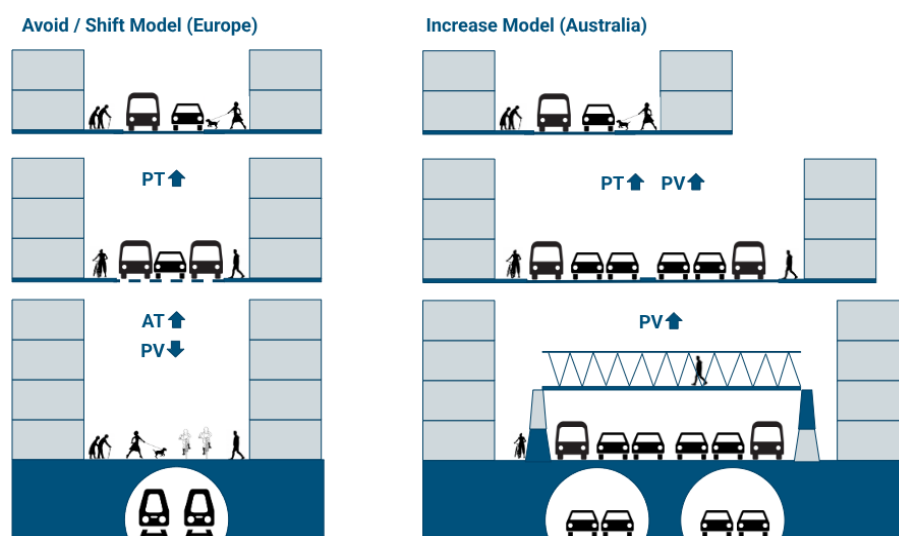 Avoid / Shift Model (Europe)
Increase Model (Australia)
PT
PT PV
AT
PV
PV